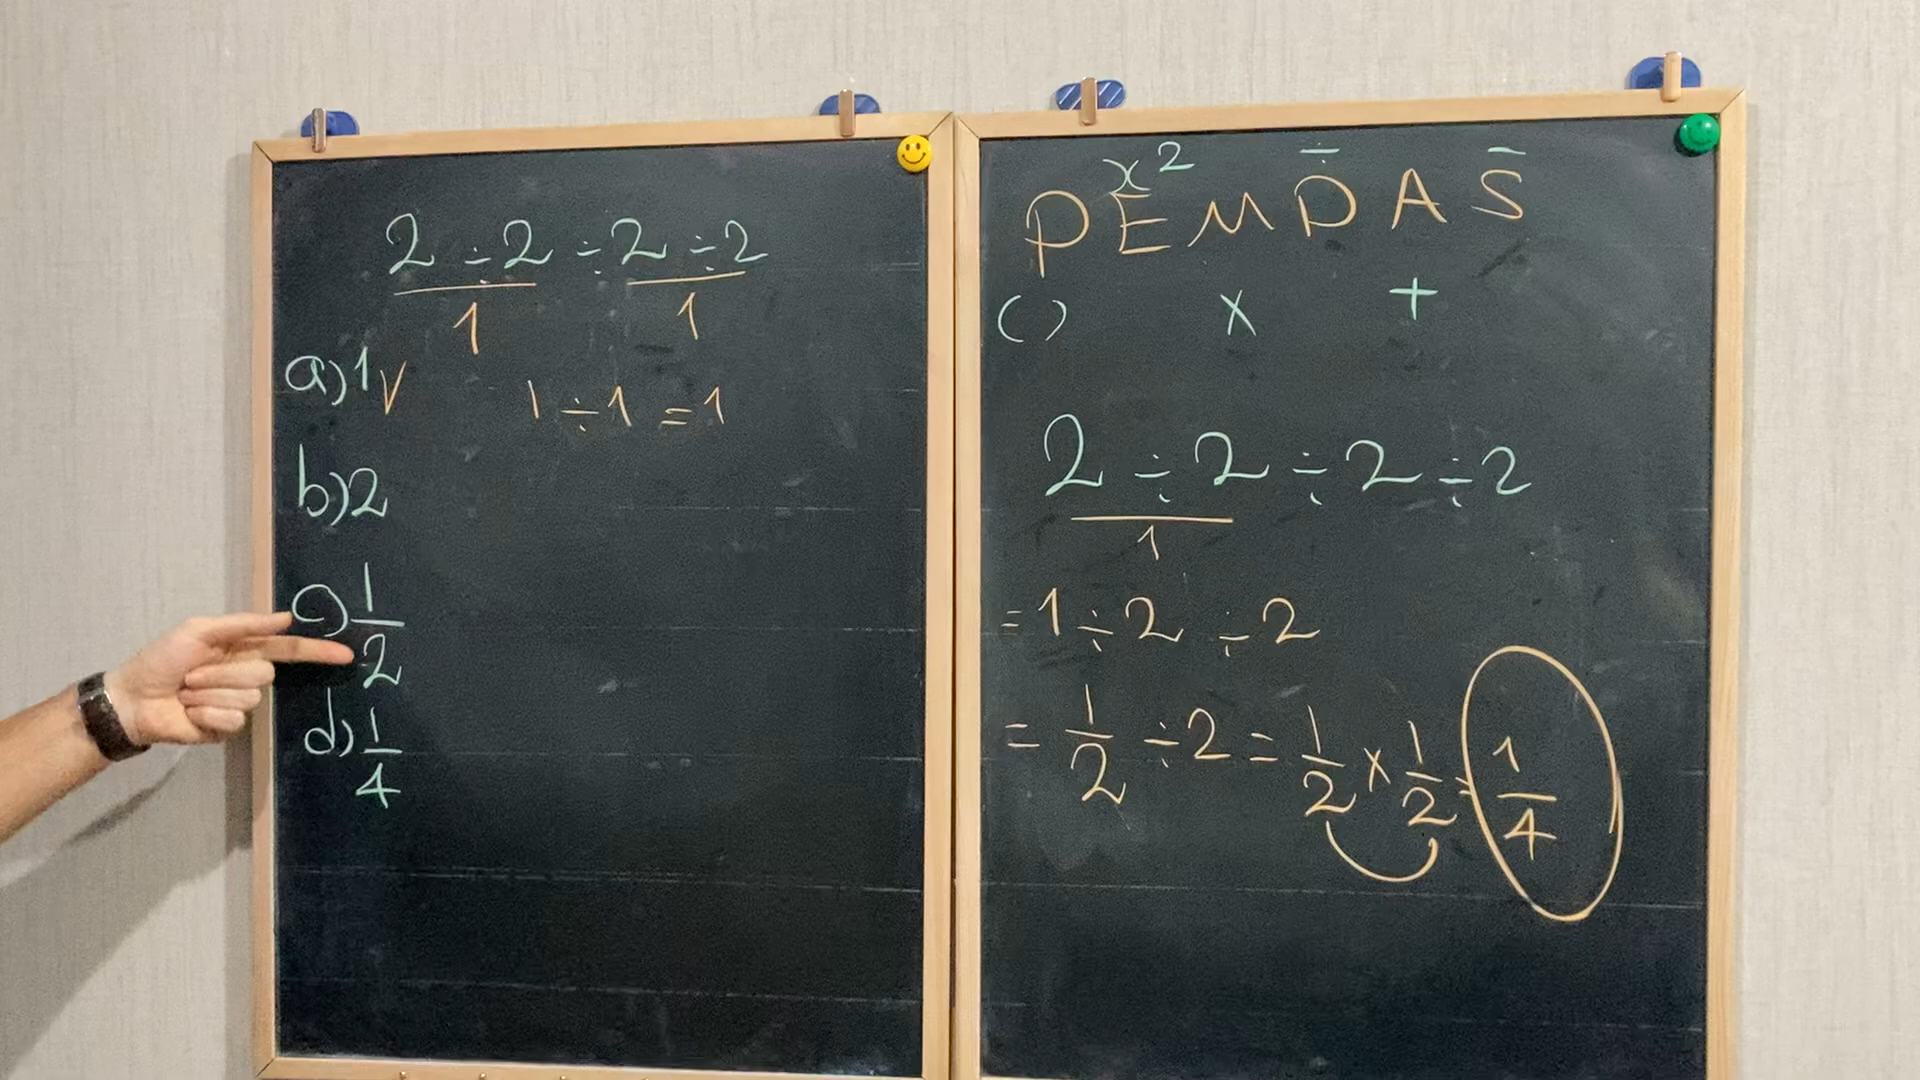 2 ÷ 2 ÷ 2 ÷ 2
1 1
a) 1 √
1 ÷ 1 = 1
b) 2
c) 1/2
d) 1/4
x² ÷ −
PEMDAS
( ) x +
2 ÷ 2 ÷ 2 ÷ 2
1
= 1 ÷ 2 ÷ 2
= 1/2 ÷ 2 = 1/2 x 1/2 = 1/4